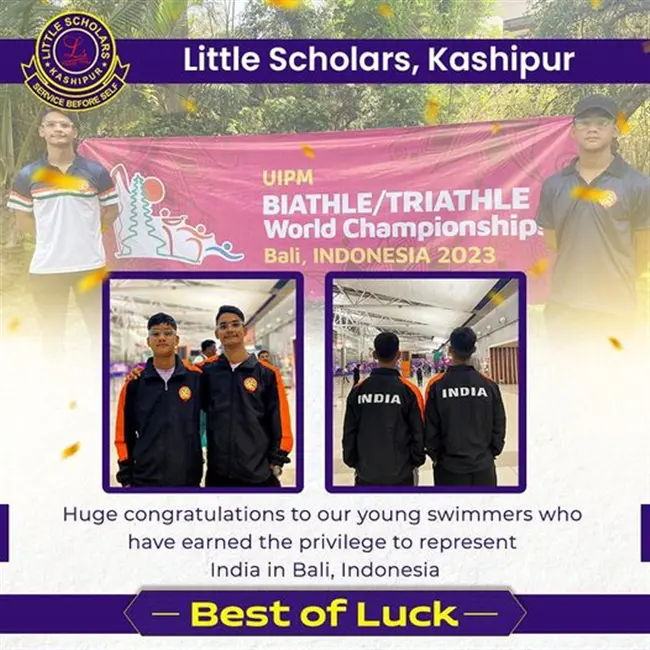 LITTLE SCHOLARS
KASHIPUR
SERVICE BEFORE SELF
Little Scholars, Kashipur
UIPM
BIATHLE/TRIATHLE
World Championships
Bali, INDONESIA 2023
INDIA
INDIA
Huge congratulations to our young swimmers who
have earned the privilege to represent
India in Bali, Indonesia
Best of Luck